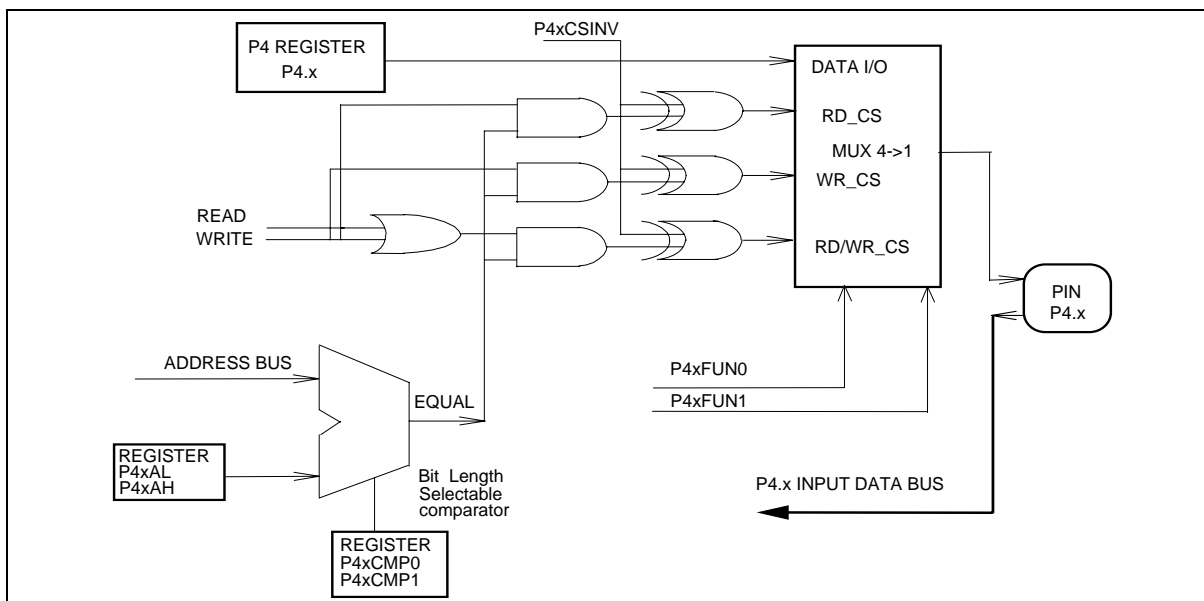 P4xCSINV
P4 REGISTER
P4.x
DATA I/O
RD_CS
MUX 4->1
WR_CS
READ
WRITE
RD/WR_CS
PIN
P4.x
ADDRESS BUS
P4xFUN0
EQUAL
P4xFUN1
REGISTER
P4xAL
P4xAH
Bit Length
Selectable
comparator
P4.x INPUT DATA BUS
REGISTER
P4xCMP0
P4xCMP1